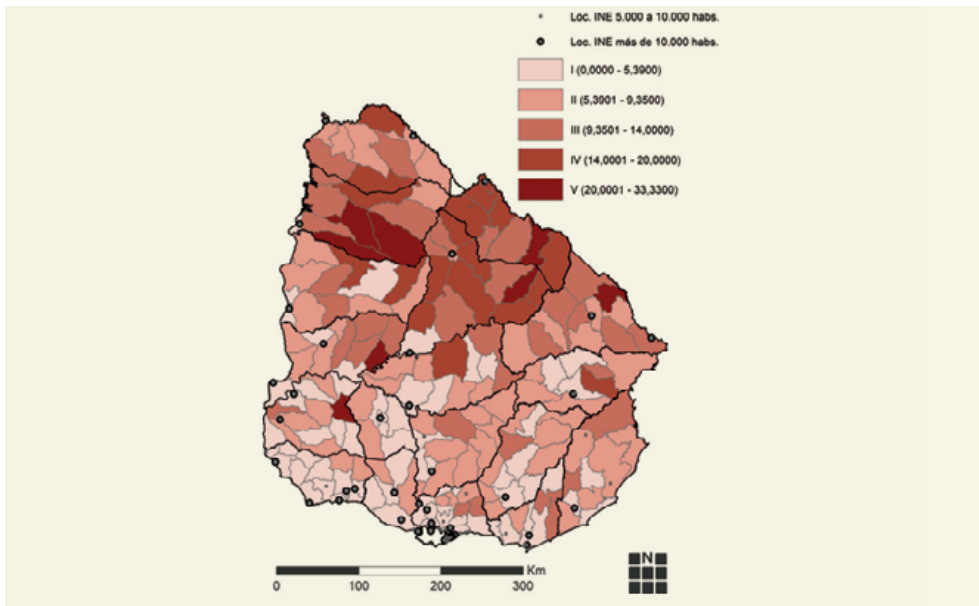 Loc. INE 5.000 a 10.000 habs.
Loc. INE más de 10.000 habs.
I (0,0000 - 5,3900)
II (5,3901 - 9,3500)
III (9,3501 - 14,0000)
IV (14,0001 - 20,0000)
V (20,0001 - 33,3300)
Km
0 100 200 300
N